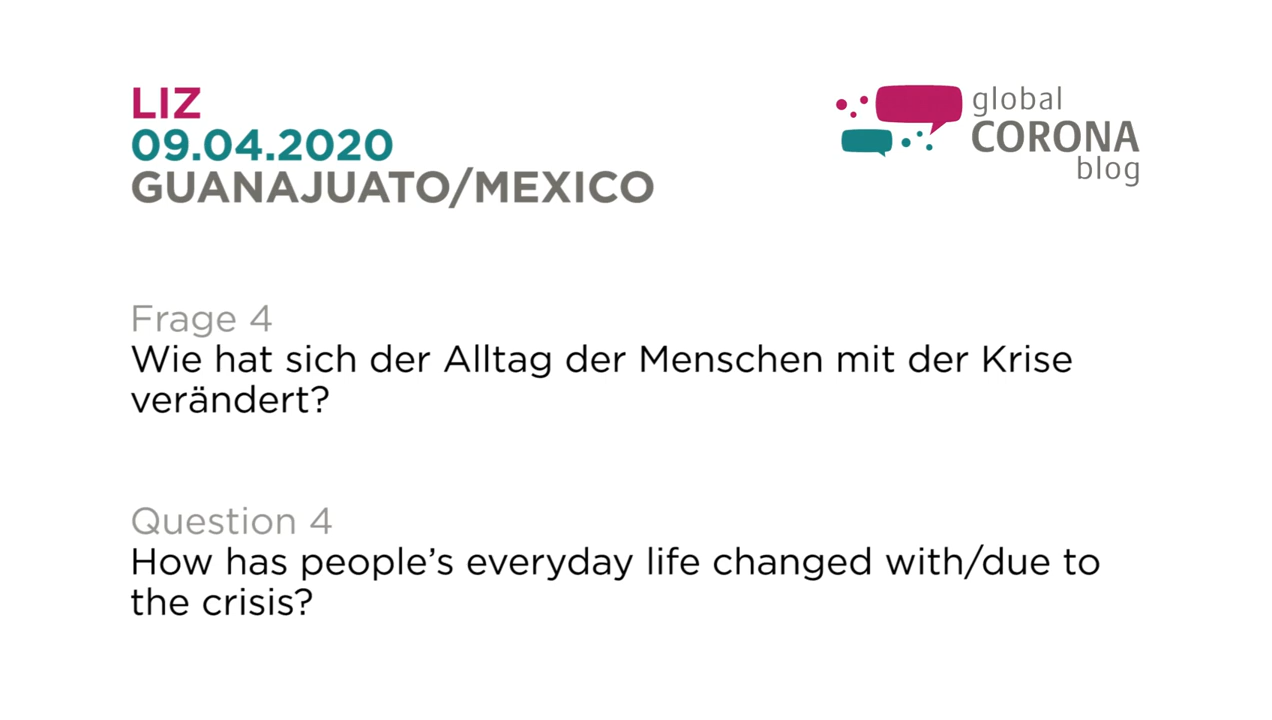 LIZ
09.04.2020
GUANAJUATO/MEXICO
global
CORONA
blog
Frage 4
Wie hat sich der Alltag der Menschen mit der Krise
verändert?
Question 4
How has people’s everyday life changed with/due to
the crisis?